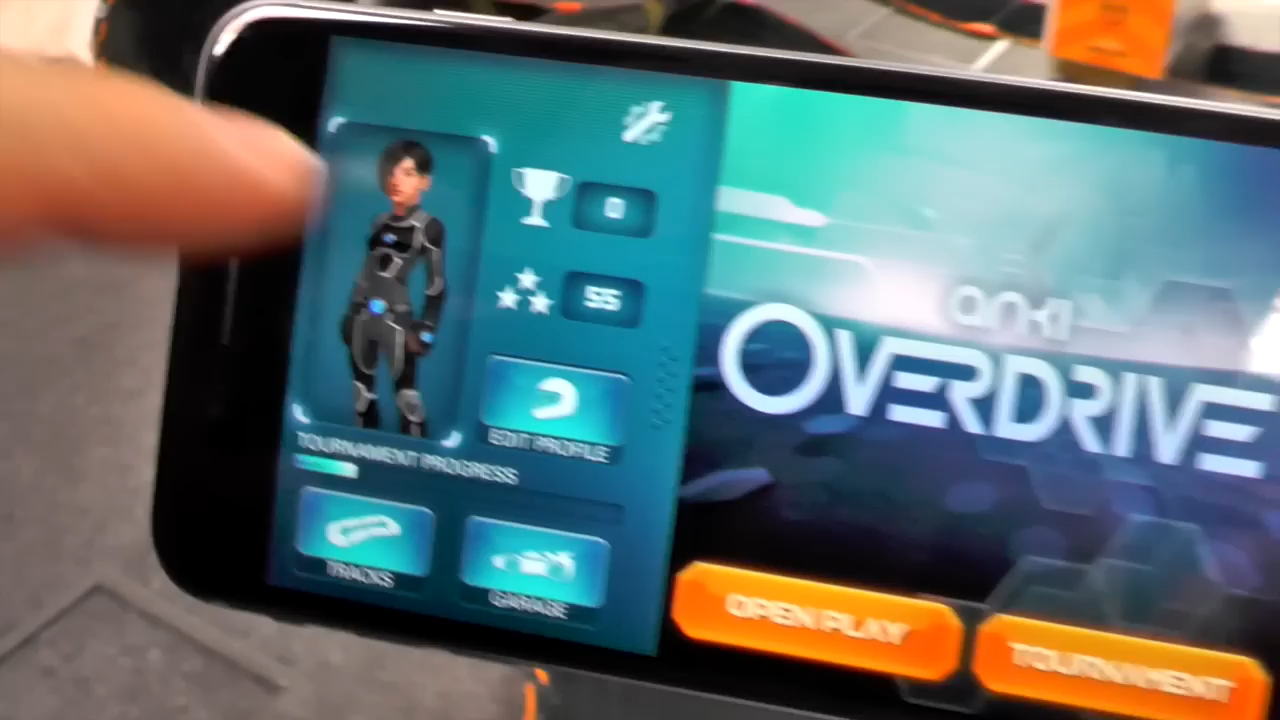 0
55
EDIT PROFILE
TOURNAMENT PROGRESS
TRACKS
GARAGE
anki
OVERDRIVE
OPEN PLAY
TOURNAMENT